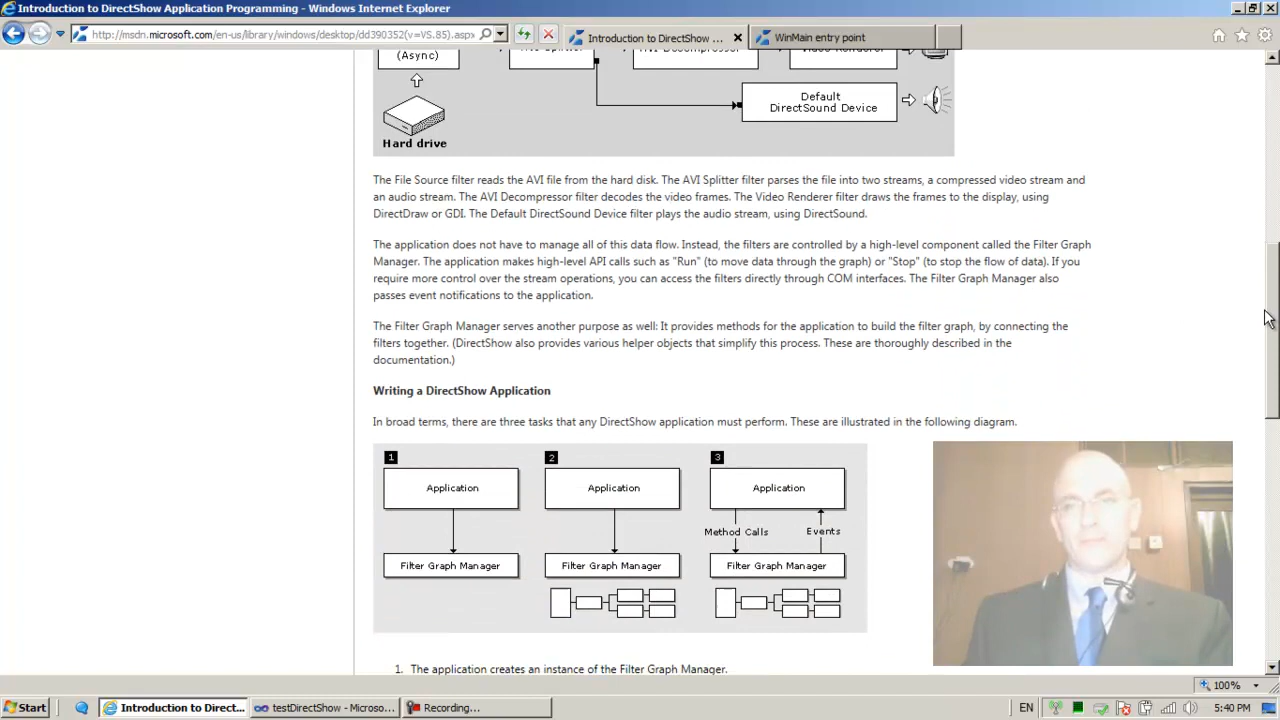 Introduction to DirectShow Application Programming - Windows Internet Explorer
http://msdn.microsoft.com/en-us/library/windows/desktop/dd390352(v=VS.85).aspx
Introduction to DirectShow ...
WinMain entry point
(Async)
Default
DirectSound Device
Hard drive
The File Source filter reads the AVI file from the hard disk. The AVI Splitter filter parses the file into two streams, a compressed video stream and
an audio stream. The AVI Decompressor filter decodes the video frames. The Video Renderer filter draws the frames to the display, using
DirectDraw or GDI. The Default DirectSound Device filter plays the audio stream, using DirectSound.
The application does not have to manage all of this data flow. Instead, the filters are controlled by a high-level component called the Filter Graph
Manager. The application makes high-level API calls such as "Run" (to move data through the graph) or "Stop" (to stop the flow of data). If you
require more control over the stream operations, you can access the filters directly through COM interfaces. The Filter Graph Manager also
passes event notifications to the application.
The Filter Graph Manager serves another purpose as well: It provides methods for the application to build the filter graph, by connecting the
filters together. (DirectShow also provides various helper objects that simplify this process. These are thoroughly described in the
documentation.)
Writing a DirectShow Application
In broad terms, there are three tasks that any DirectShow application must perform. These are illustrated in the following diagram.
1 2 3
Application Application Application
Method Calls Events
Filter Graph Manager Filter Graph Manager Filter Graph Manager
1. The application creates an instance of the Filter Graph Manager.
100%
Start Introduction to Direct... testDirectShow - Microso... Recording... EN 5:40 PM